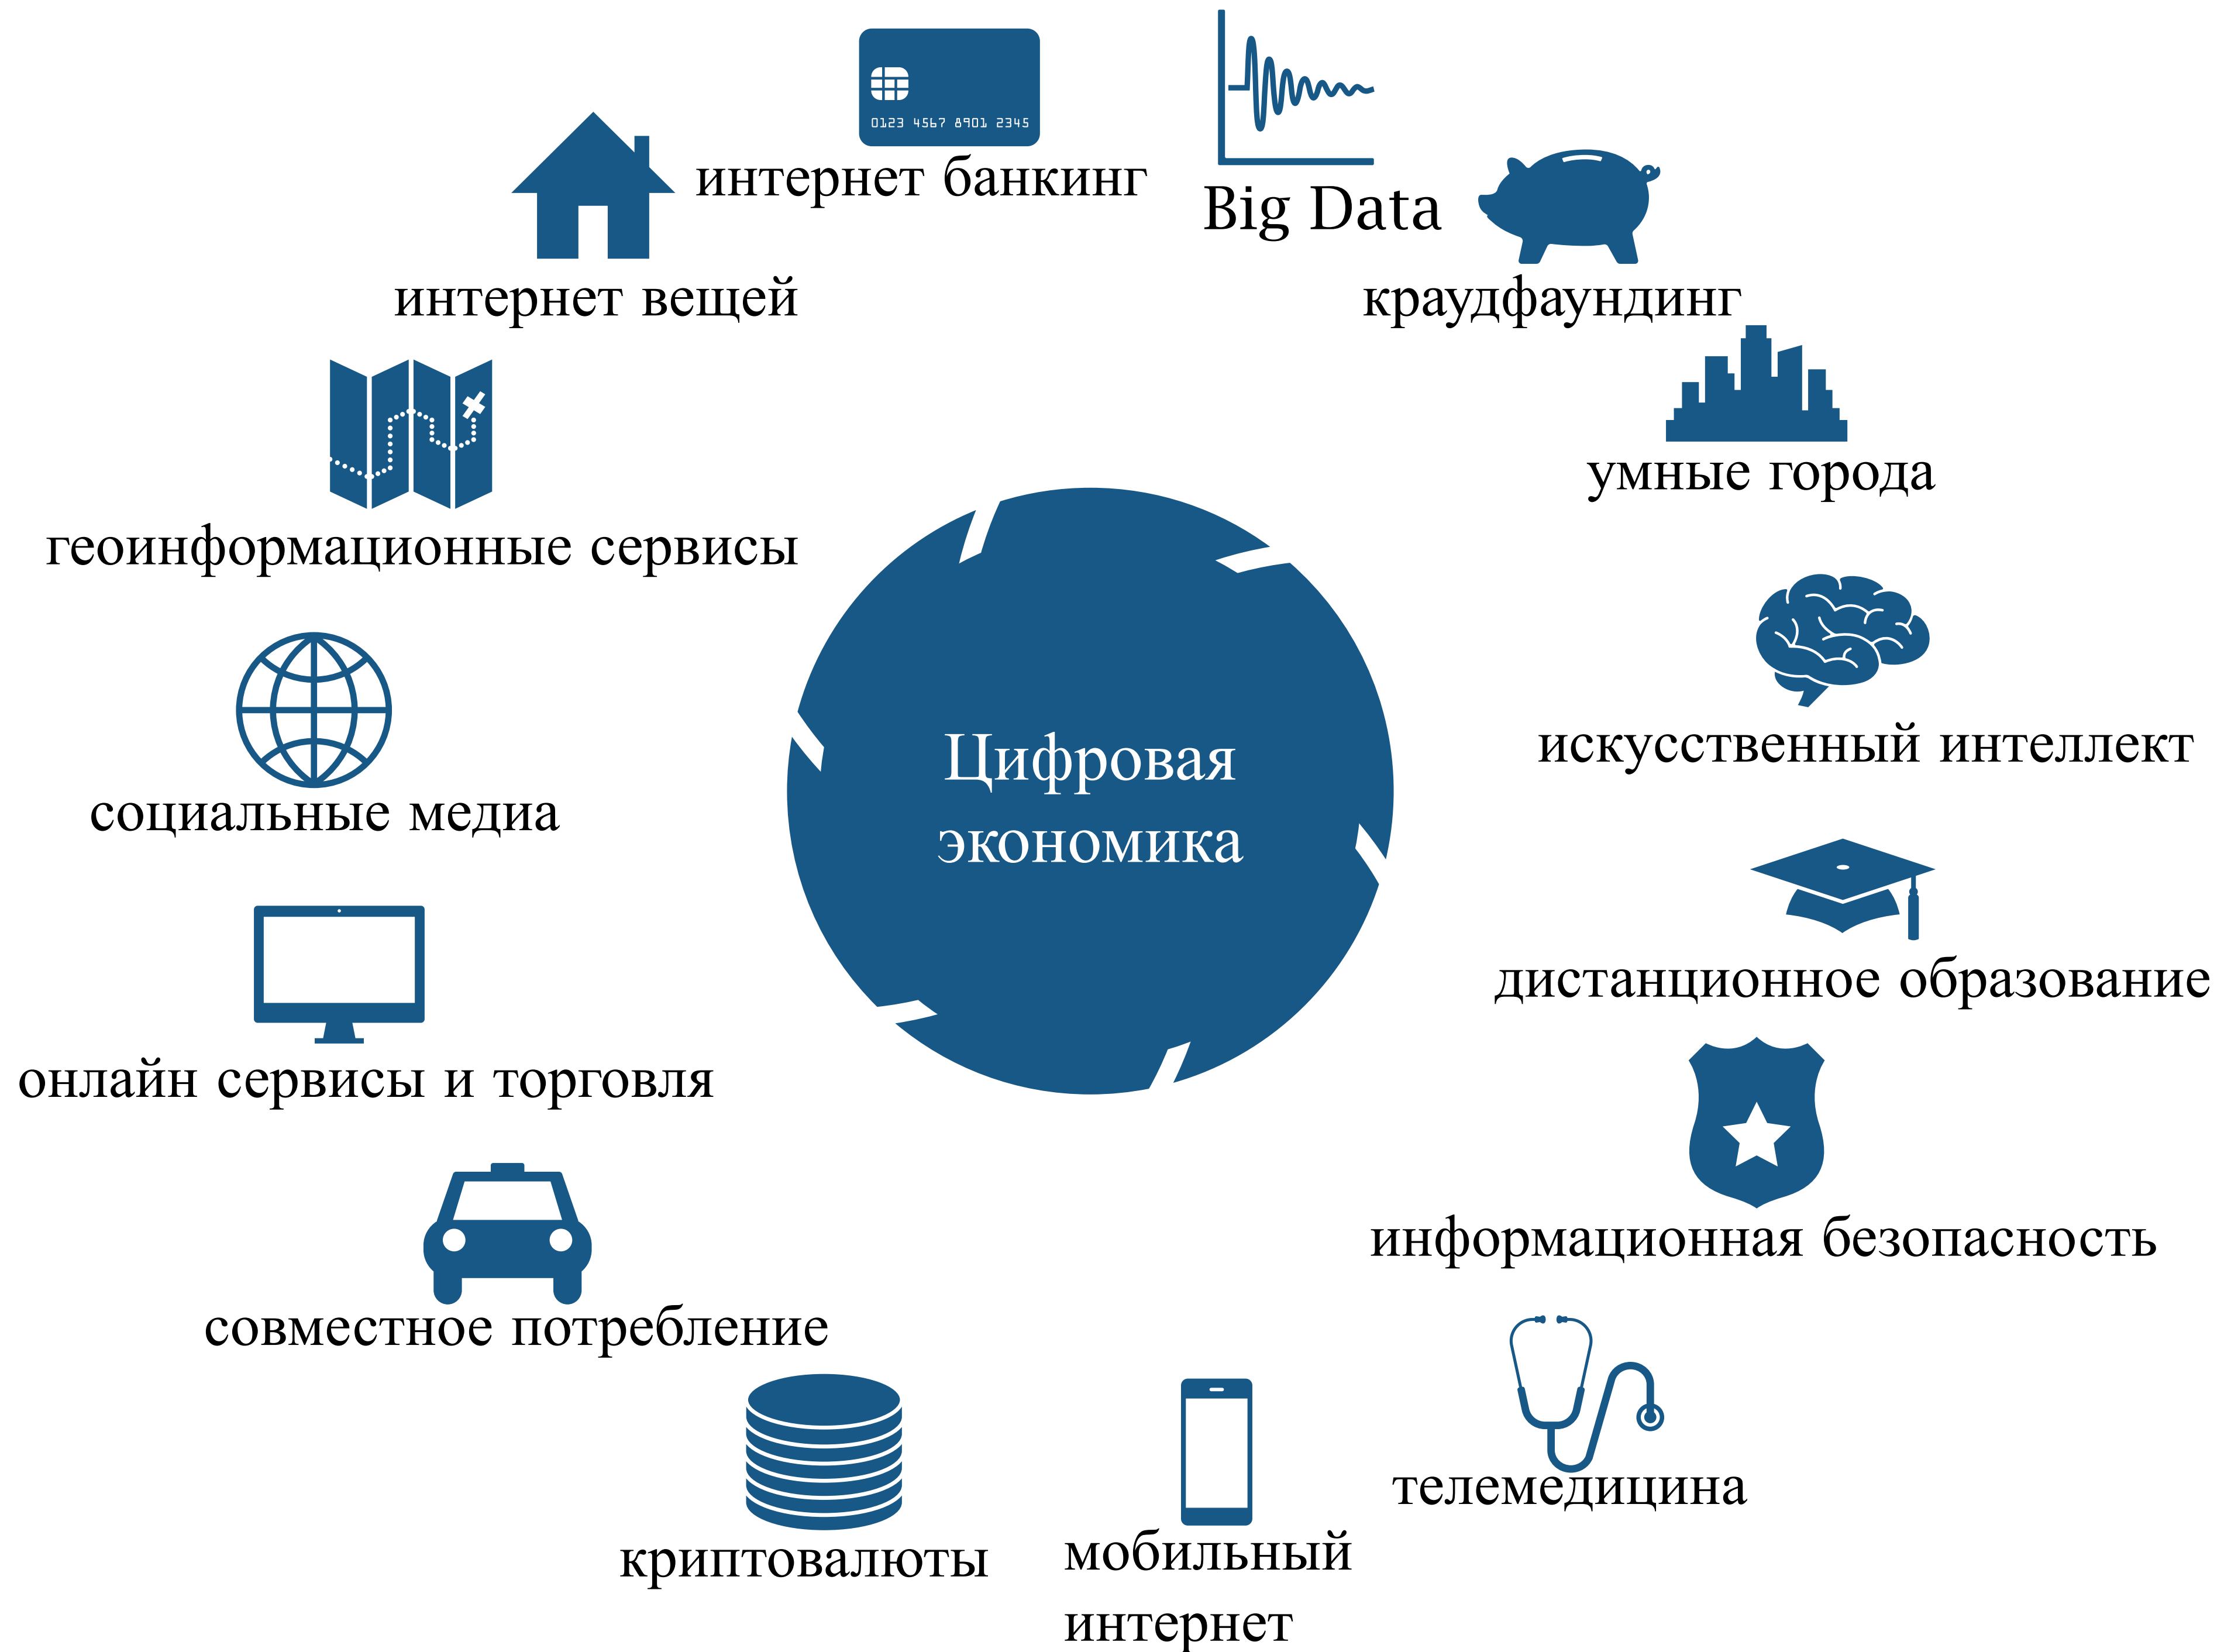 0123 4567 8901 2345
интернет банкинг
Big Data
интернет вещей
краудфаундинг
умные города
геоинформационные сервисы
искусственный интеллект
социальные медиа
Цифровая
экономика
дистанционное образование
онлайн сервисы и торговля
информационная безопасность
совместное потребление
телемедицина
криптовалюты
мобильный
интернет